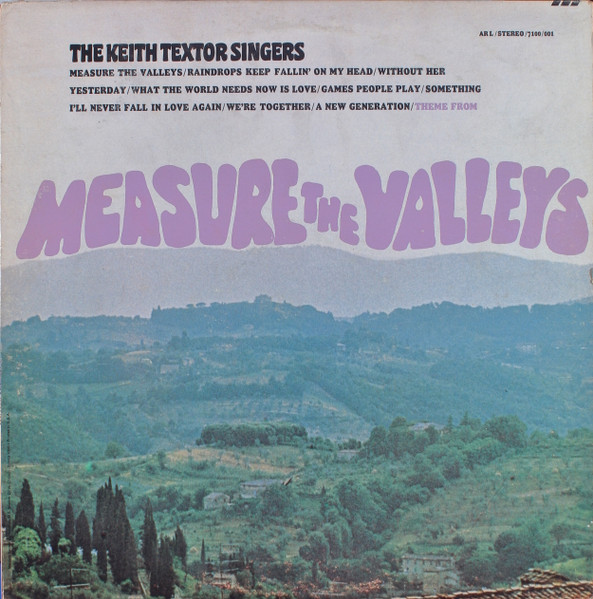 AR L/STEREO/7100/001
THE KEITH TEXTOR SINGERS
MEASURE THE VALLEYS/RAINDROPS KEEP FALLIN' ON MY HEAD/WITHOUT HER
YESTERDAY/WHAT THE WORLD NEEDS NOW IS LOVE/GAMES PEOPLE PLAY/SOMETHING
I'LL NEVER FALL IN LOVE AGAIN/WE'RE TOGETHER/A NEW GENERATION/THEME FROM
MEASURE THE VALLEYS